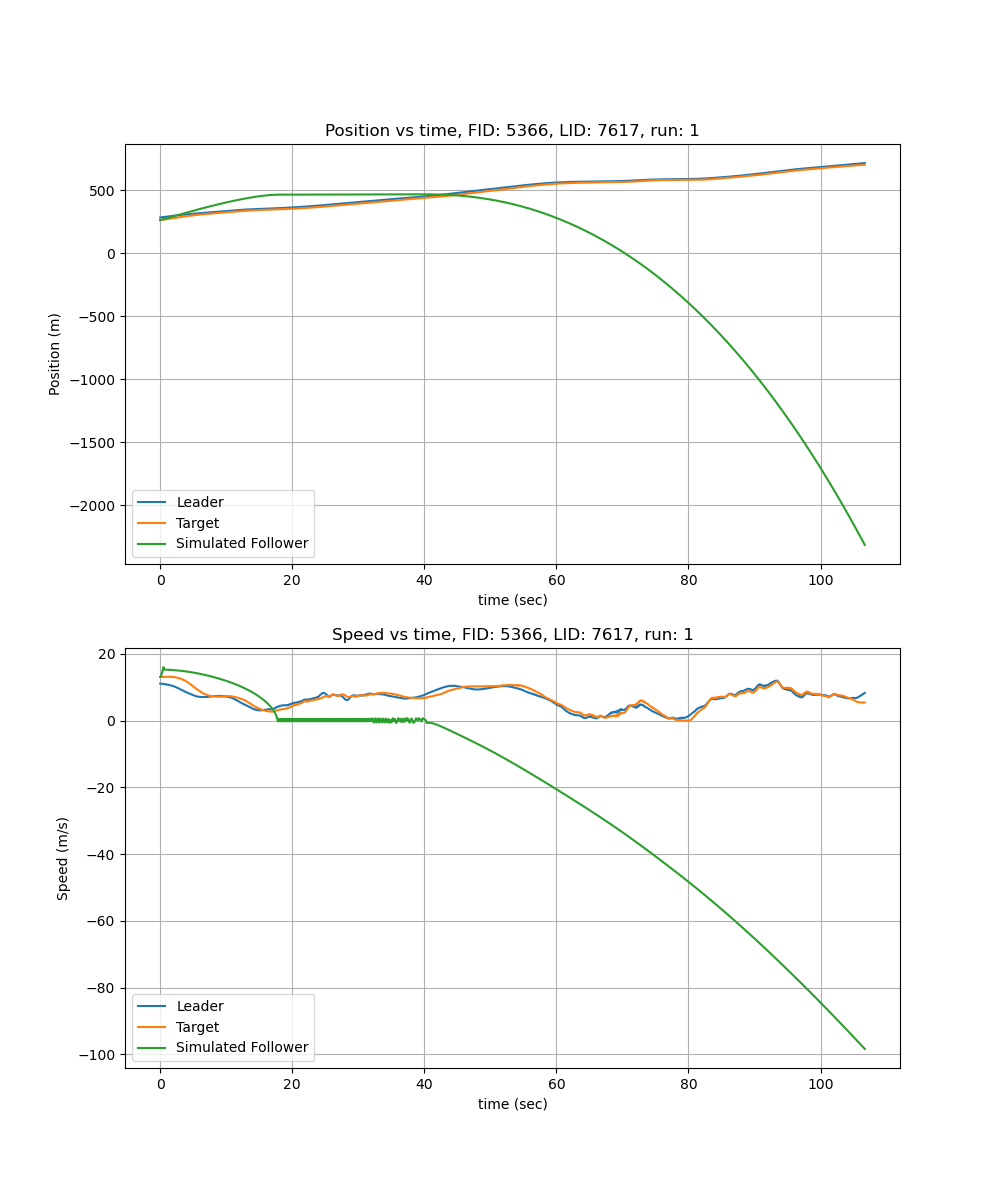 Position vs time, FID: 5366, LID: 7617, run: 1
Position (m)
500
0
−500
−1000
−1500
−2000
Leader
Target
Simulated Follower
0 20 40 60 80 100
time (sec)
Speed vs time, FID: 5366, LID: 7617, run: 1
Speed (m/s)
20
0
−20
−40
−60
−80
−100
Leader
Target
Simulated Follower
0 20 40 60 80 100
time (sec)